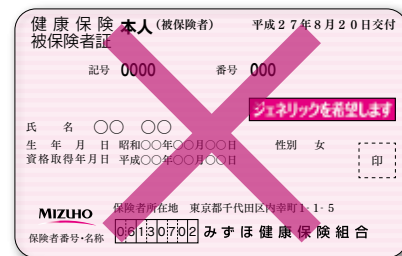 健康保険 本人(被保険者) 平成27年8月20日交付
被保険者証
記号 0000 番号 000
ジェネリックを希望します
氏 名 ○○ ○○
生 年 月 日 昭和○○年○○月○○日 性別 女
資格取得年月日 平成○○年○○月○○日
印
保険者所在地 東京都千代田区内幸町1-1-5
MIZUHO
保険者番号・名称 06130702 みずほ健康保険組合